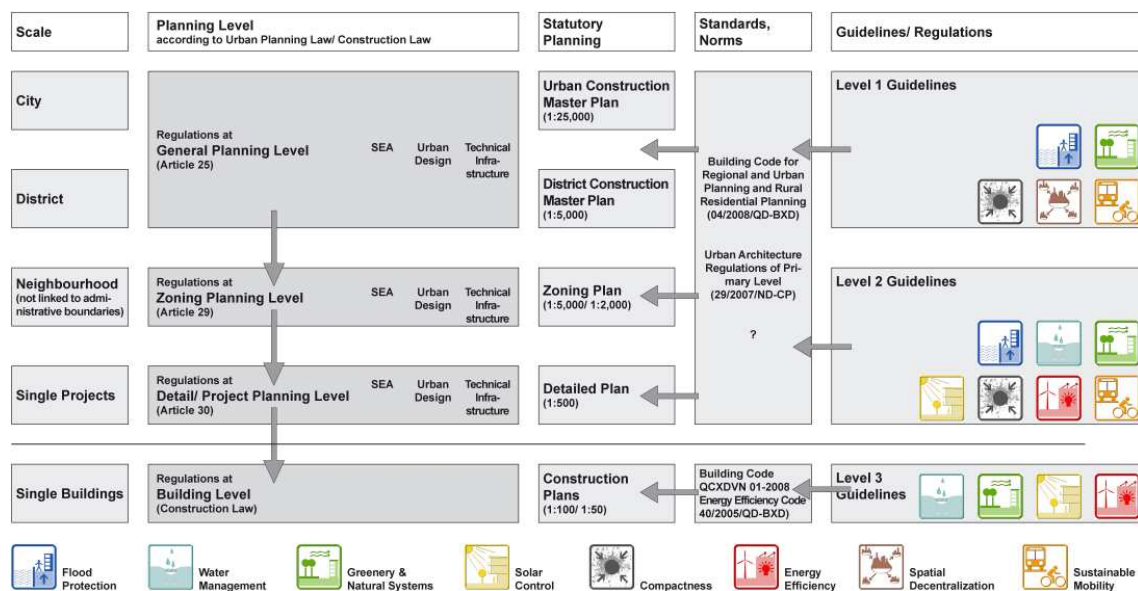 Scale
Planning Level
according to Urban Planning Law/ Construction Law
Statutory
Planning
Standards,
Norms
Guidelines/ Regulations
City
District
Regulations at
General Planning Level
(Article 25)
SEA
Urban
Design
Technical
Infra-
structure
Urban Construction
Master Plan
(1:25,000)
District Construction
Master Plan
(1:5,000)
Building Code for
Regional and Urban
Planning and Rural
Residential Planning
(04/2008/QD-BXD)
Urban Architecture
Regulations of Pri-
mary Level
(29/2007/ND-CP)
?
Level 1 Guidelines
Neighbourhood
(not linked to admi-
nistrative boundaries)
Regulations at
Zoning Planning Level
(Article 29)
SEA
Urban
Design
Technical
Infra-
structure
Zoning Plan
(1:5,000/ 1:2,000)
Level 2 Guidelines
Single Projects
Regulations at
Detail/ Project Planning Level
(Article 30)
SEA
Urban
Design
Technical
Infra-
structure
Detailed Plan
(1:500)
Single Buildings
Regulations at
Building Level
(Construction Law)
Construction
Plans
(1:100/ 1:50)
Building Code
QCXDVN 01-2008
Energy Efficiency Code
40/2005/QD-BXD)
Level 3
Guidelines
Flood
Protection
Water
Management
Greenery &
Natural Systems
Solar
Control
Compactness
Energy
Efficiency
Spatial
Decentralization
Sustainable
Mobility